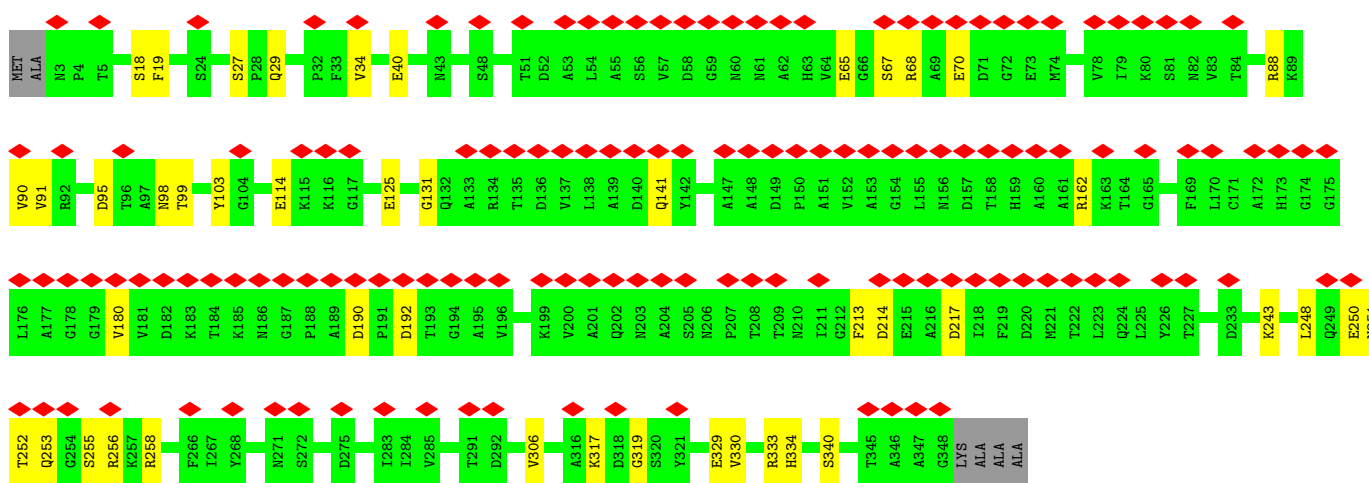 MET ALA N3 P4 T5 S18 F19 S24 S27 P28 Q29 P32 F33 V34 E40 N43 S48 T51 D52 A53 L54 A55 S56 V57 D58 G59 N60 N61 A62 H63 V64 E65 G66 S67 R68 A69 E70 D71 G72 E73 M74 V78 I79 K80 S81 N82 V83 T84 R88 K89
V90 V91 R92 D95 T96 A97 N98 T99 Y103 G104 E114 K115 K116 G117 E125 G131 Q132 A133 R134 T135 D136 V137 L138 A139 D140 Q141 Y142 A147 A148 D149 P150 A151 V152 A153 G154 L155 N156 D157 T158 H159 A160 A161 R162 K163 T164 G165 F169 L170 C171 A172 H173 G174 G175
L176 A177 G178 G179 V180 V181 D182 K183 T184 K185 N186 G187 P188 A189 D190 P191 D192 T193 G194 A195 V196 K199 V200 A201 Q202 N203 A204 S205 N206 P207 T208 T209 N210 I211 G212 F213 D214 E215 A216 D217 I218 F219 D220 M221 T222 L223 Q224 L225 Y226 T227 D233 K243 L248 Q249 E250
T252 Q253 G254 S255 R256 K257 R258 F266 I267 Y268 N271 S272 D275 I283 I284 V285 T291 D292 V306 A316 K317 D318 G319 S320 Y321 E329 V330 R333 H334 S340 T345 A346 A347 G348 LYS ALA ALA ALA